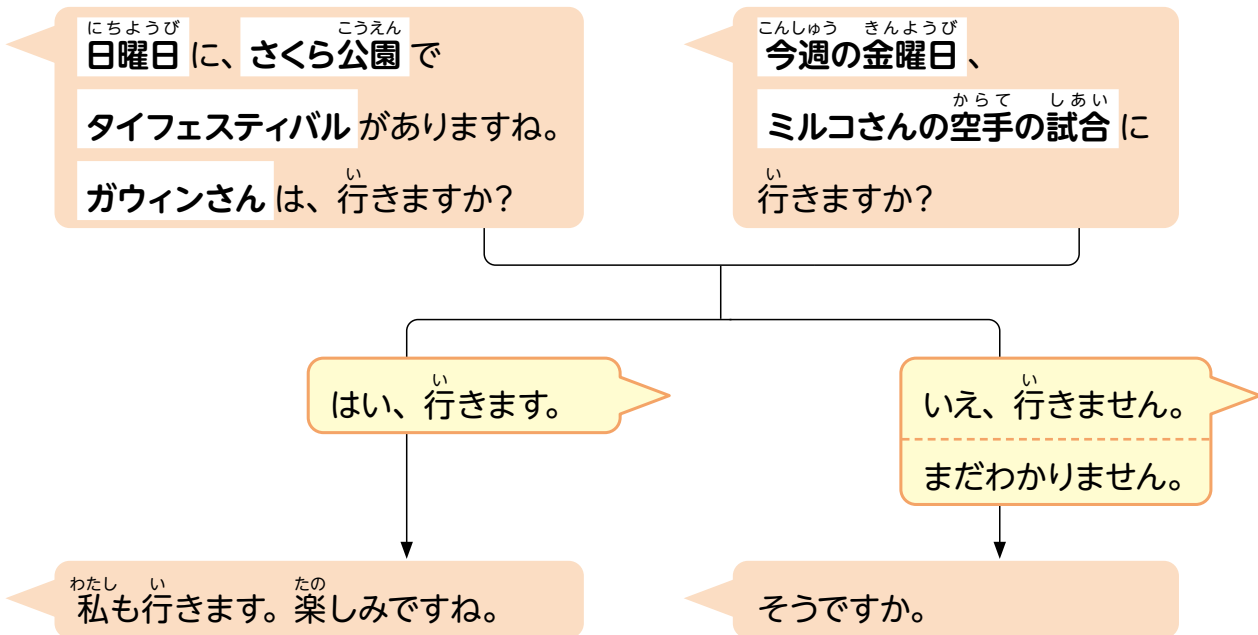 にちようび こうえん
日曜日に、さくら公園で
タイフェスティバルがありますね。
い
ガウィンさんは、行きますか？
こんしゅう きんようび
今週の金曜日、
からて しあい
ミルコさんの空手の試合に
い
行きますか？
い
はい、行きます。
い
いえ、行きません。
まだわかりません。
わたし い たの
私も行きます。楽しみですね。
そうですか。